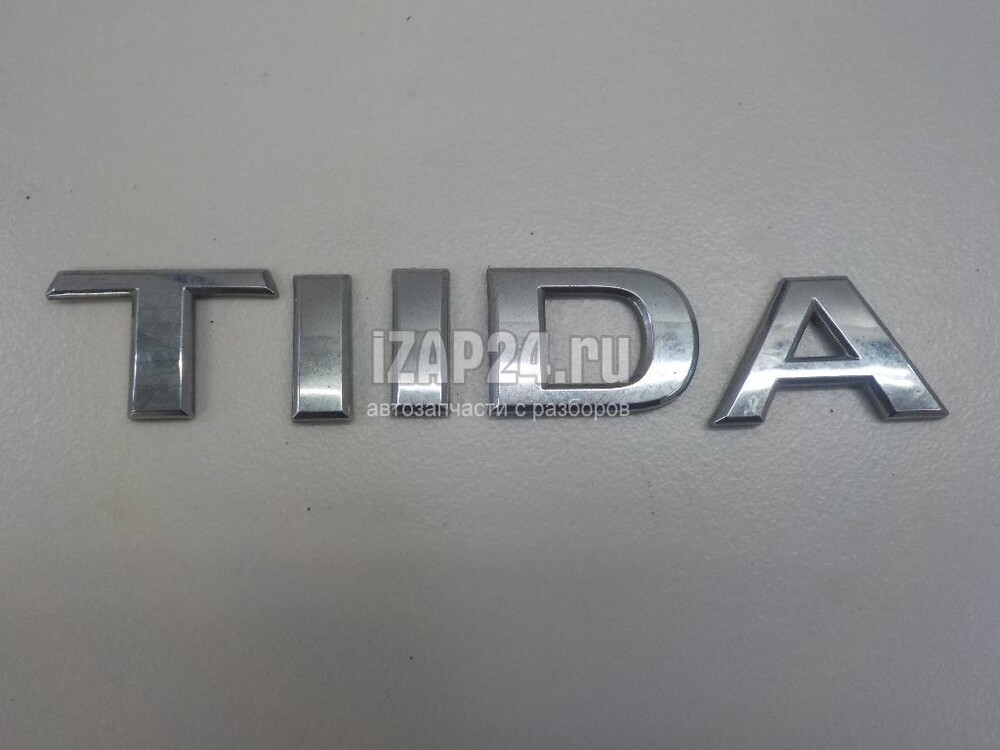 TIIDA
iZAP24.ru
автозапчасти с разборов